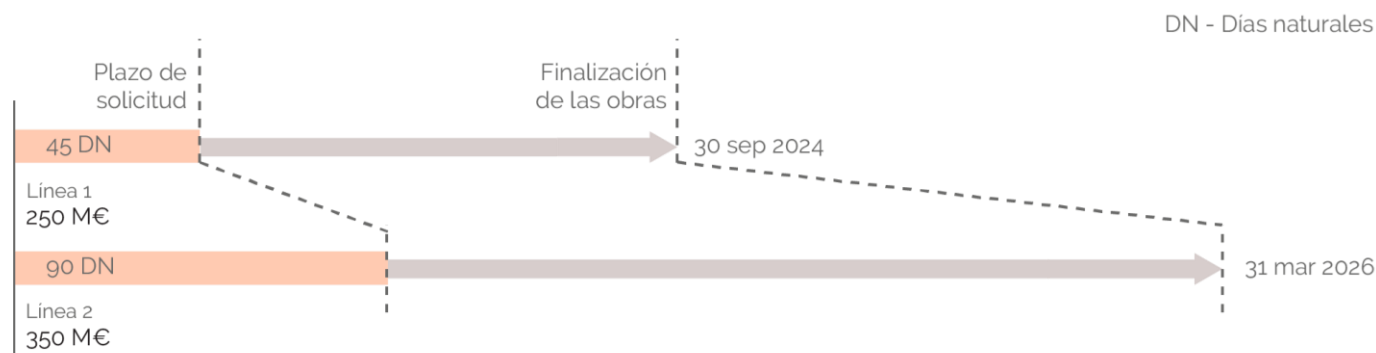 DN - Días naturales
Plazo de
solicitud
Finalización
de las obras
45 DN
30 sep 2024
Línea 1
250 M€
90 DN
31 mar 2026
Línea 2
350 M€